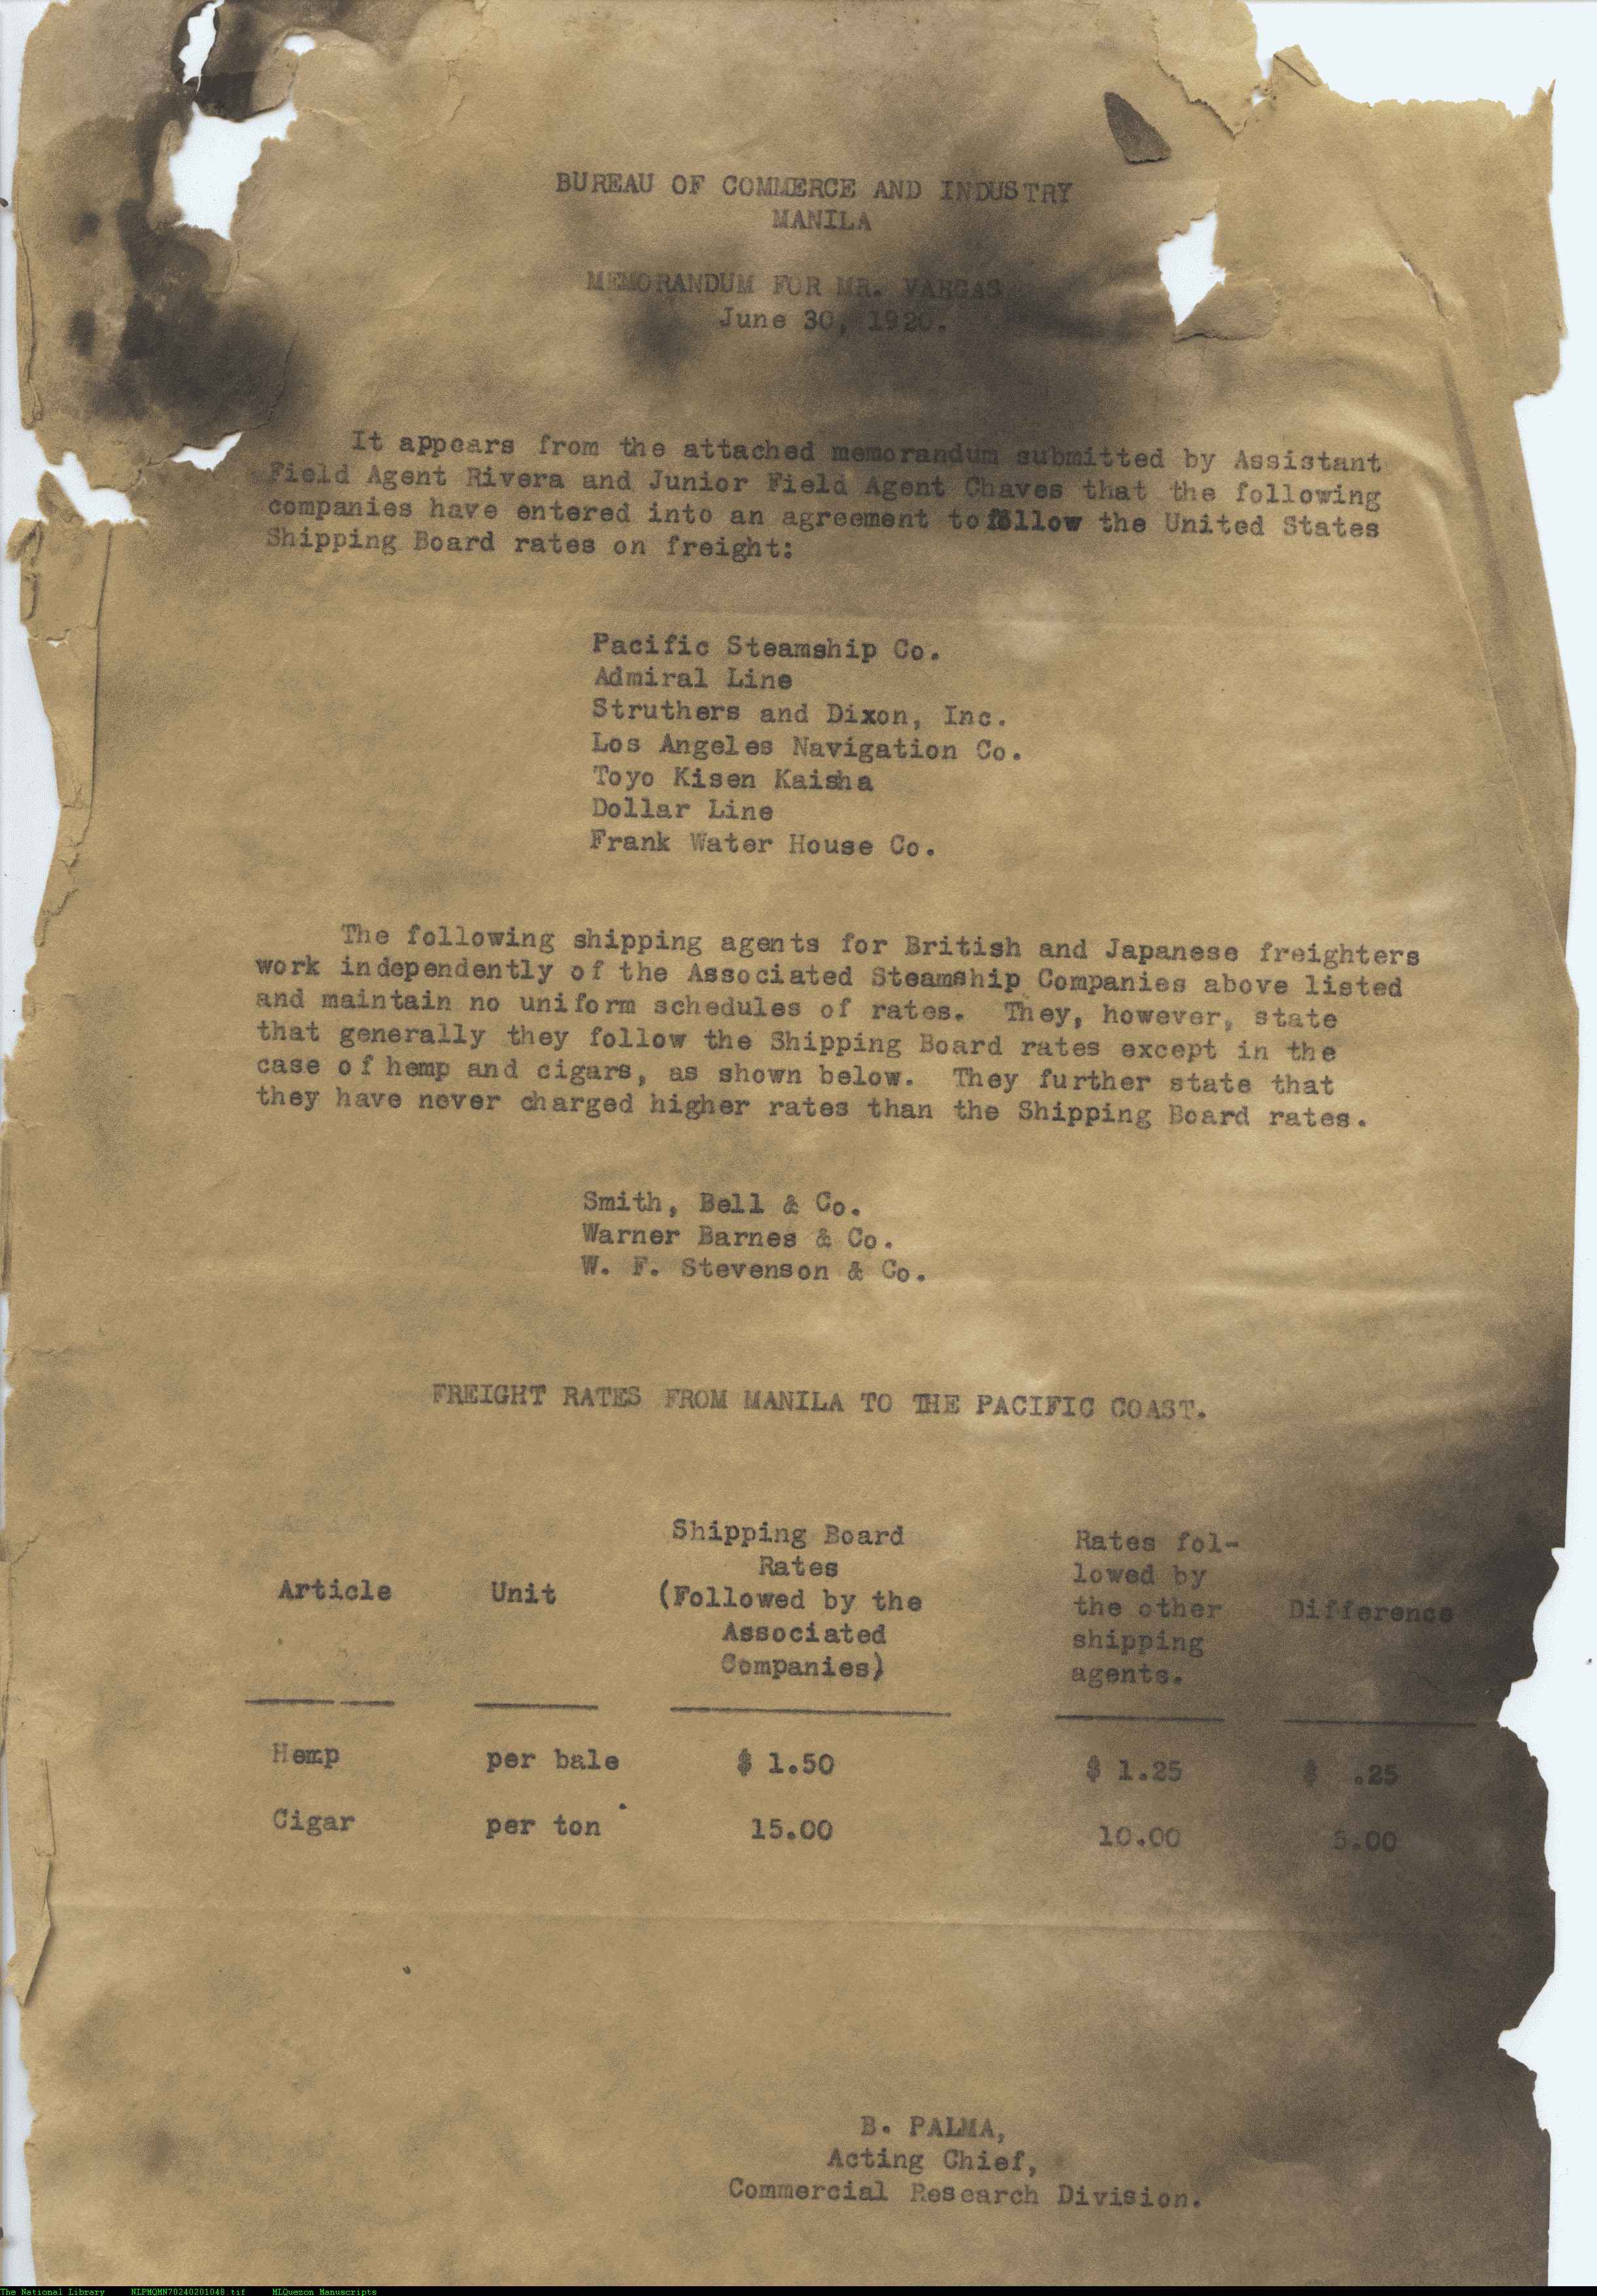 BUREAU OF COMMERCE AND INDUSTRY
MANILA
MEMORANDUM FOR MR. VARGAS
June 30, 1920.
It appears from the attached memorandum submitted by Assistant
Field Agent Rivera and Junior Field Agent Chaves that the following
companies have entered into an agreement to follow the United States
Shipping Board rates on freight:
Pacific Steamship Co.
Admiral Line
Struthers and Dixon, Inc.
Los Angeles Navigation Co.
Toyo Kisen Kaisha
Dollar Line
Frank Water House Co.
The following shipping agents for British and Japanese freighters
work independently of the Associated Steamship Companies above listed
and maintain no uniform schedules of rates. They, however, state
that generally they follow the Shipping Board rates except in the
case of hemp and cigars, as shown below. They further state that
they have never charged higher rates than the Shipping Board rates.
Smith, Bell & Co.
Warner Barnes & Co.
W. F. Stevenson & Co.
FREIGHT RATES FROM MANILA TO THE PACIFIC COAST.
Article Unit Shipping Board Rates (Followed by the Associated Companies) Rates fol-lowed by the other shipping agents. Difference
Hemp per bale $ 1.50 $ 1.25 $ .25
Cigar per ton 15.00 10.00 5.00
B. PALMA,
Acting Chief,
Commercial Research Division.
The National Library NLPMQMN70240201048.tif MLQuezon Manuscripts